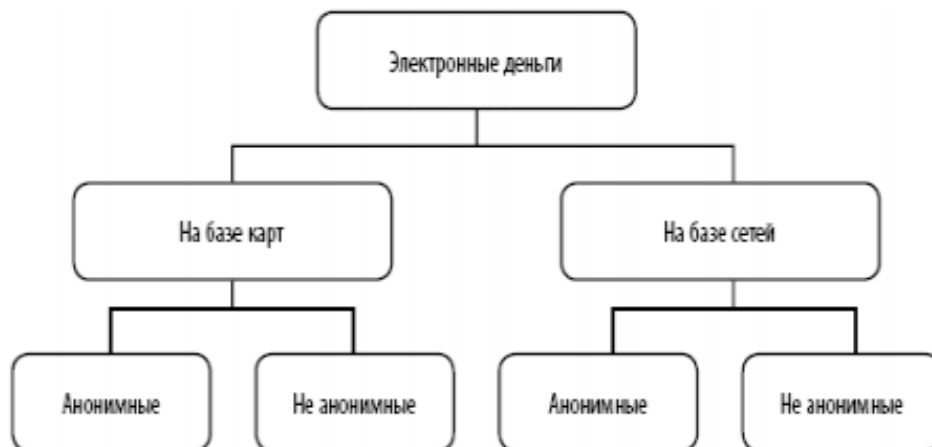 Электронные деньги
На базе карт
На базе сетей
Анонимные
Не анонимные
Анонимные
Не анонимные